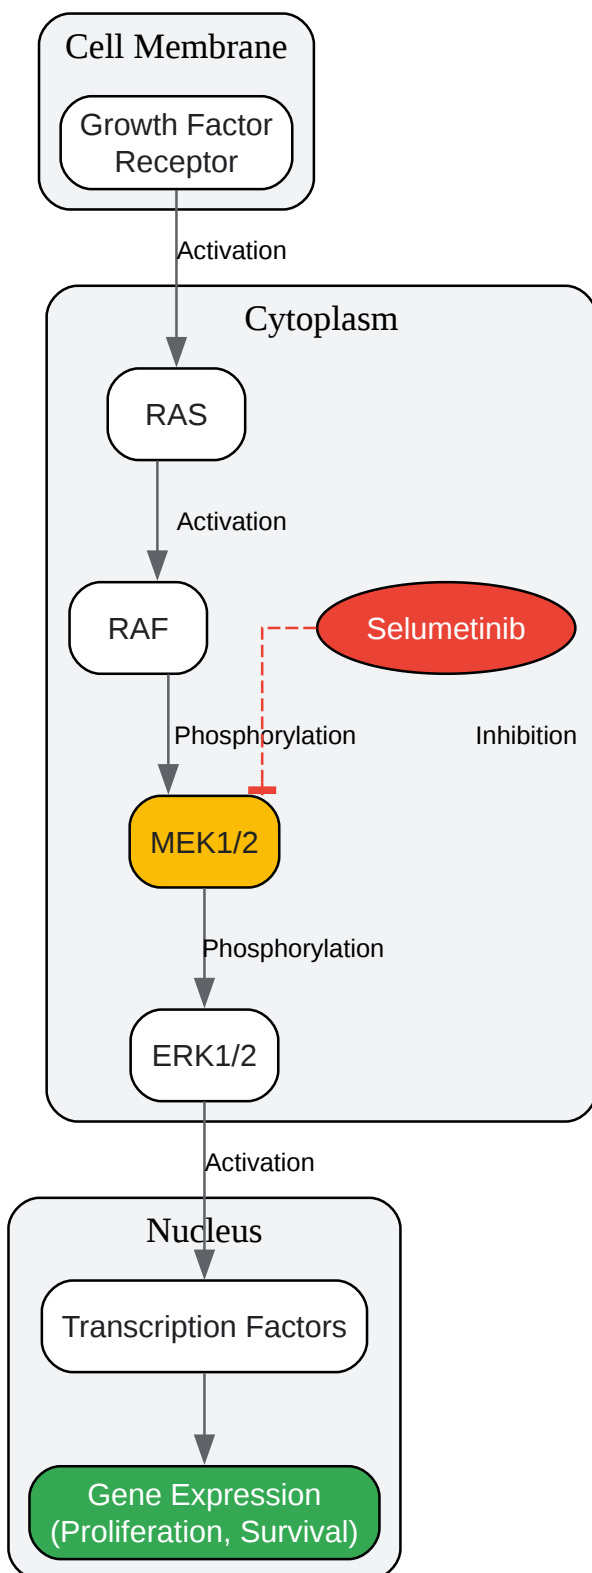 Cell Membrane
Growth Factor
Receptor
Activation
Cytoplasm
RAS
Activation
RAF
Selumetinib
Phosphorylation
Inhibition
MEK1/2
Phosphorylation
ERK1/2
Activation
Nucleus
Transcription Factors
Gene Expression
(Proliferation, Survival)